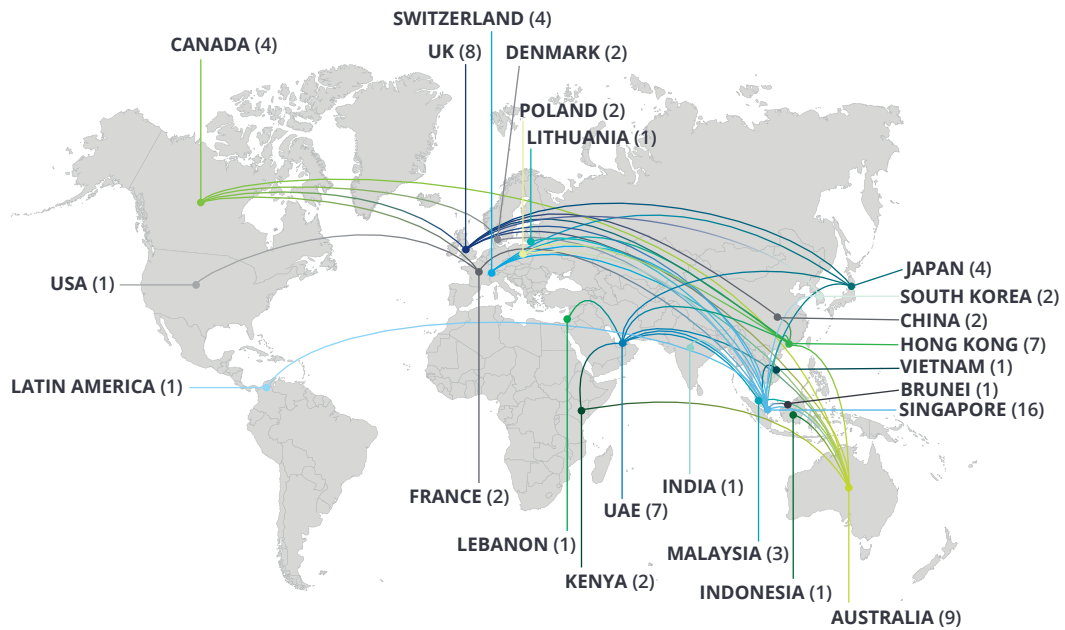 SWITZERLAND (4)
CANADA (4)
UK (8)
DENMARK (2)
POLAND (2)
LITHUANIA (1)
JAPAN (4)
USA (1)
SOUTH KOREA (2)
CHINA (2)
HONG KONG (7)
VIETNAM (1)
LATIN AMERICA (1)
BRUNEI (1)
SINGAPORE (16)
INDIA (1)
FRANCE (2)
UAE (7)
LEBANON (1)
MALAYSIA (3)
KENYA (2)
INDONESIA (1)
AUSTRALIA (9)